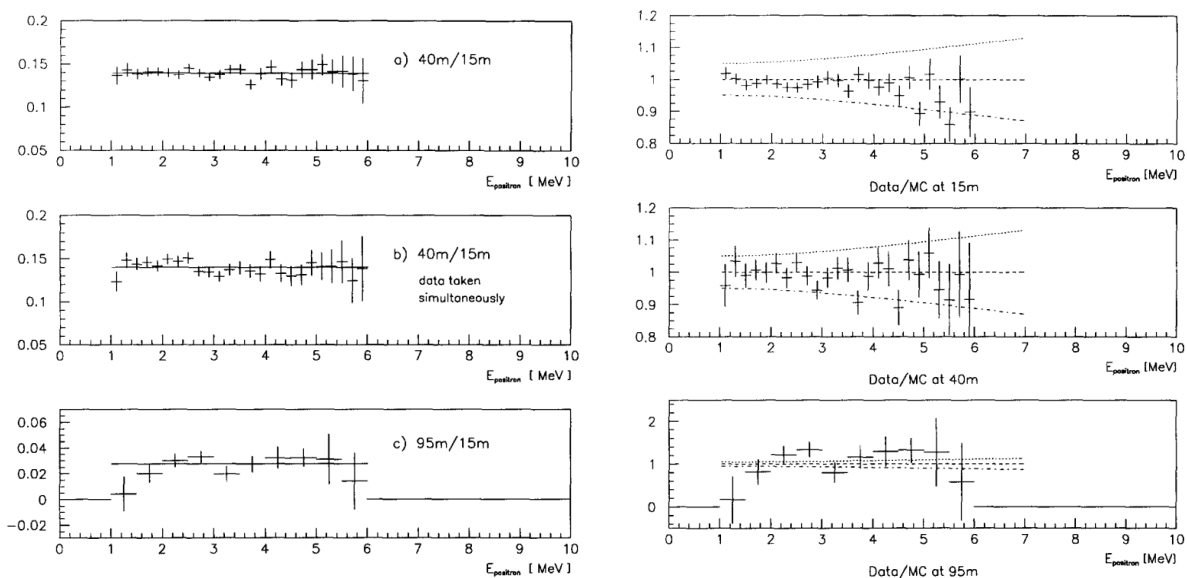 0.2
0.15
0.1
0.05
a) 40m/15m
0 1 2 3 4 5 6 7 8 9 10
E_positron [ MeV ]
0.2
0.15
0.1
0.05
b) 40m/15m
data taken
simultaneously
0 1 2 3 4 5 6 7 8 9 10
E_positron [ MeV ]
0.06
0.04
0.02
0
−0.02
c) 95m/15m
0 1 2 3 4 5 6 7 8 9 10
E_positron [ MeV ]
1.2
1.1
1
0.9
0.8
0 1 2 3 4 5 6 7 8 9 10
E_positron [MeV]
Data/MC at 15m
1.2
1.1
1
0.9
0.8
0 1 2 3 4 5 6 7 8 9 10
E_positron [MeV]
Data/MC at 40m
2
1
0
0 1 2 3 4 5 6 7 8 9 10
E_positron [MeV]
Data/MC at 95m